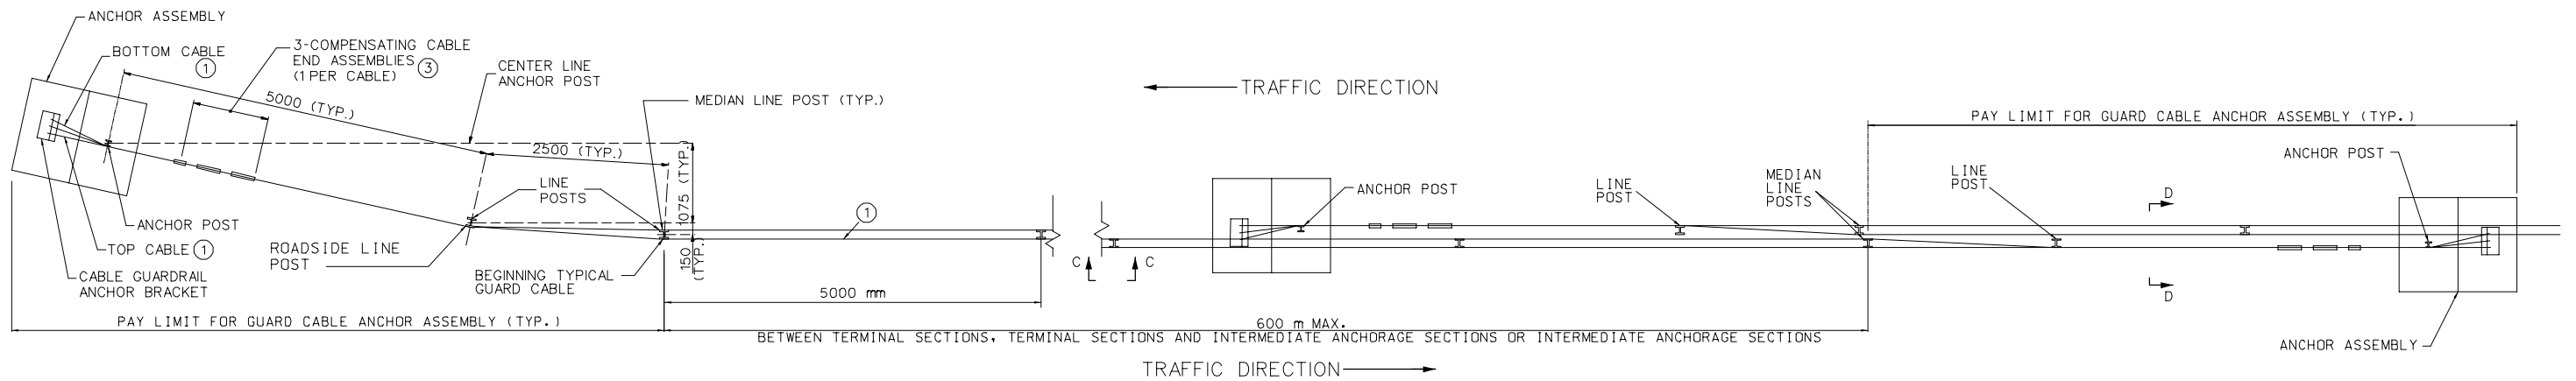 ANCHOR ASSEMBLY
BOTTOM CABLE
1
3-COMPENSATING CABLE
END ASSEMBLIES
(1 PER CABLE) 3
5000 (TYP.)
CENTER LINE
ANCHOR POST
MEDIAN LINE POST (TYP.)
2500 (TYP.)
1075 (TYP.)
150
(TYP.)
LINE
POSTS
1
ANCHOR POST
TOP CABLE 1
CABLE GUARDRAIL
ANCHOR BRACKET
ROADSIDE LINE
POST
BEGINNING TYPICAL
GUARD CABLE
5000 mm
PAY LIMIT FOR GUARD CABLE ANCHOR ASSEMBLY (TYP.)
TRAFFIC DIRECTION
C C
ANCHOR POST
LINE
POST
MEDIAN
LINE
POSTS
LINE
POST
PAY LIMIT FOR GUARD CABLE ANCHOR ASSEMBLY (TYP.)
ANCHOR POST
D
D
ANCHOR ASSEMBLY
600 m MAX.
BETWEEN TERMINAL SECTIONS, TERMINAL SECTIONS AND INTERMEDIATE ANCHORAGE SECTIONS OR INTERMEDIATE ANCHORAGE SECTIONS
TRAFFIC DIRECTION